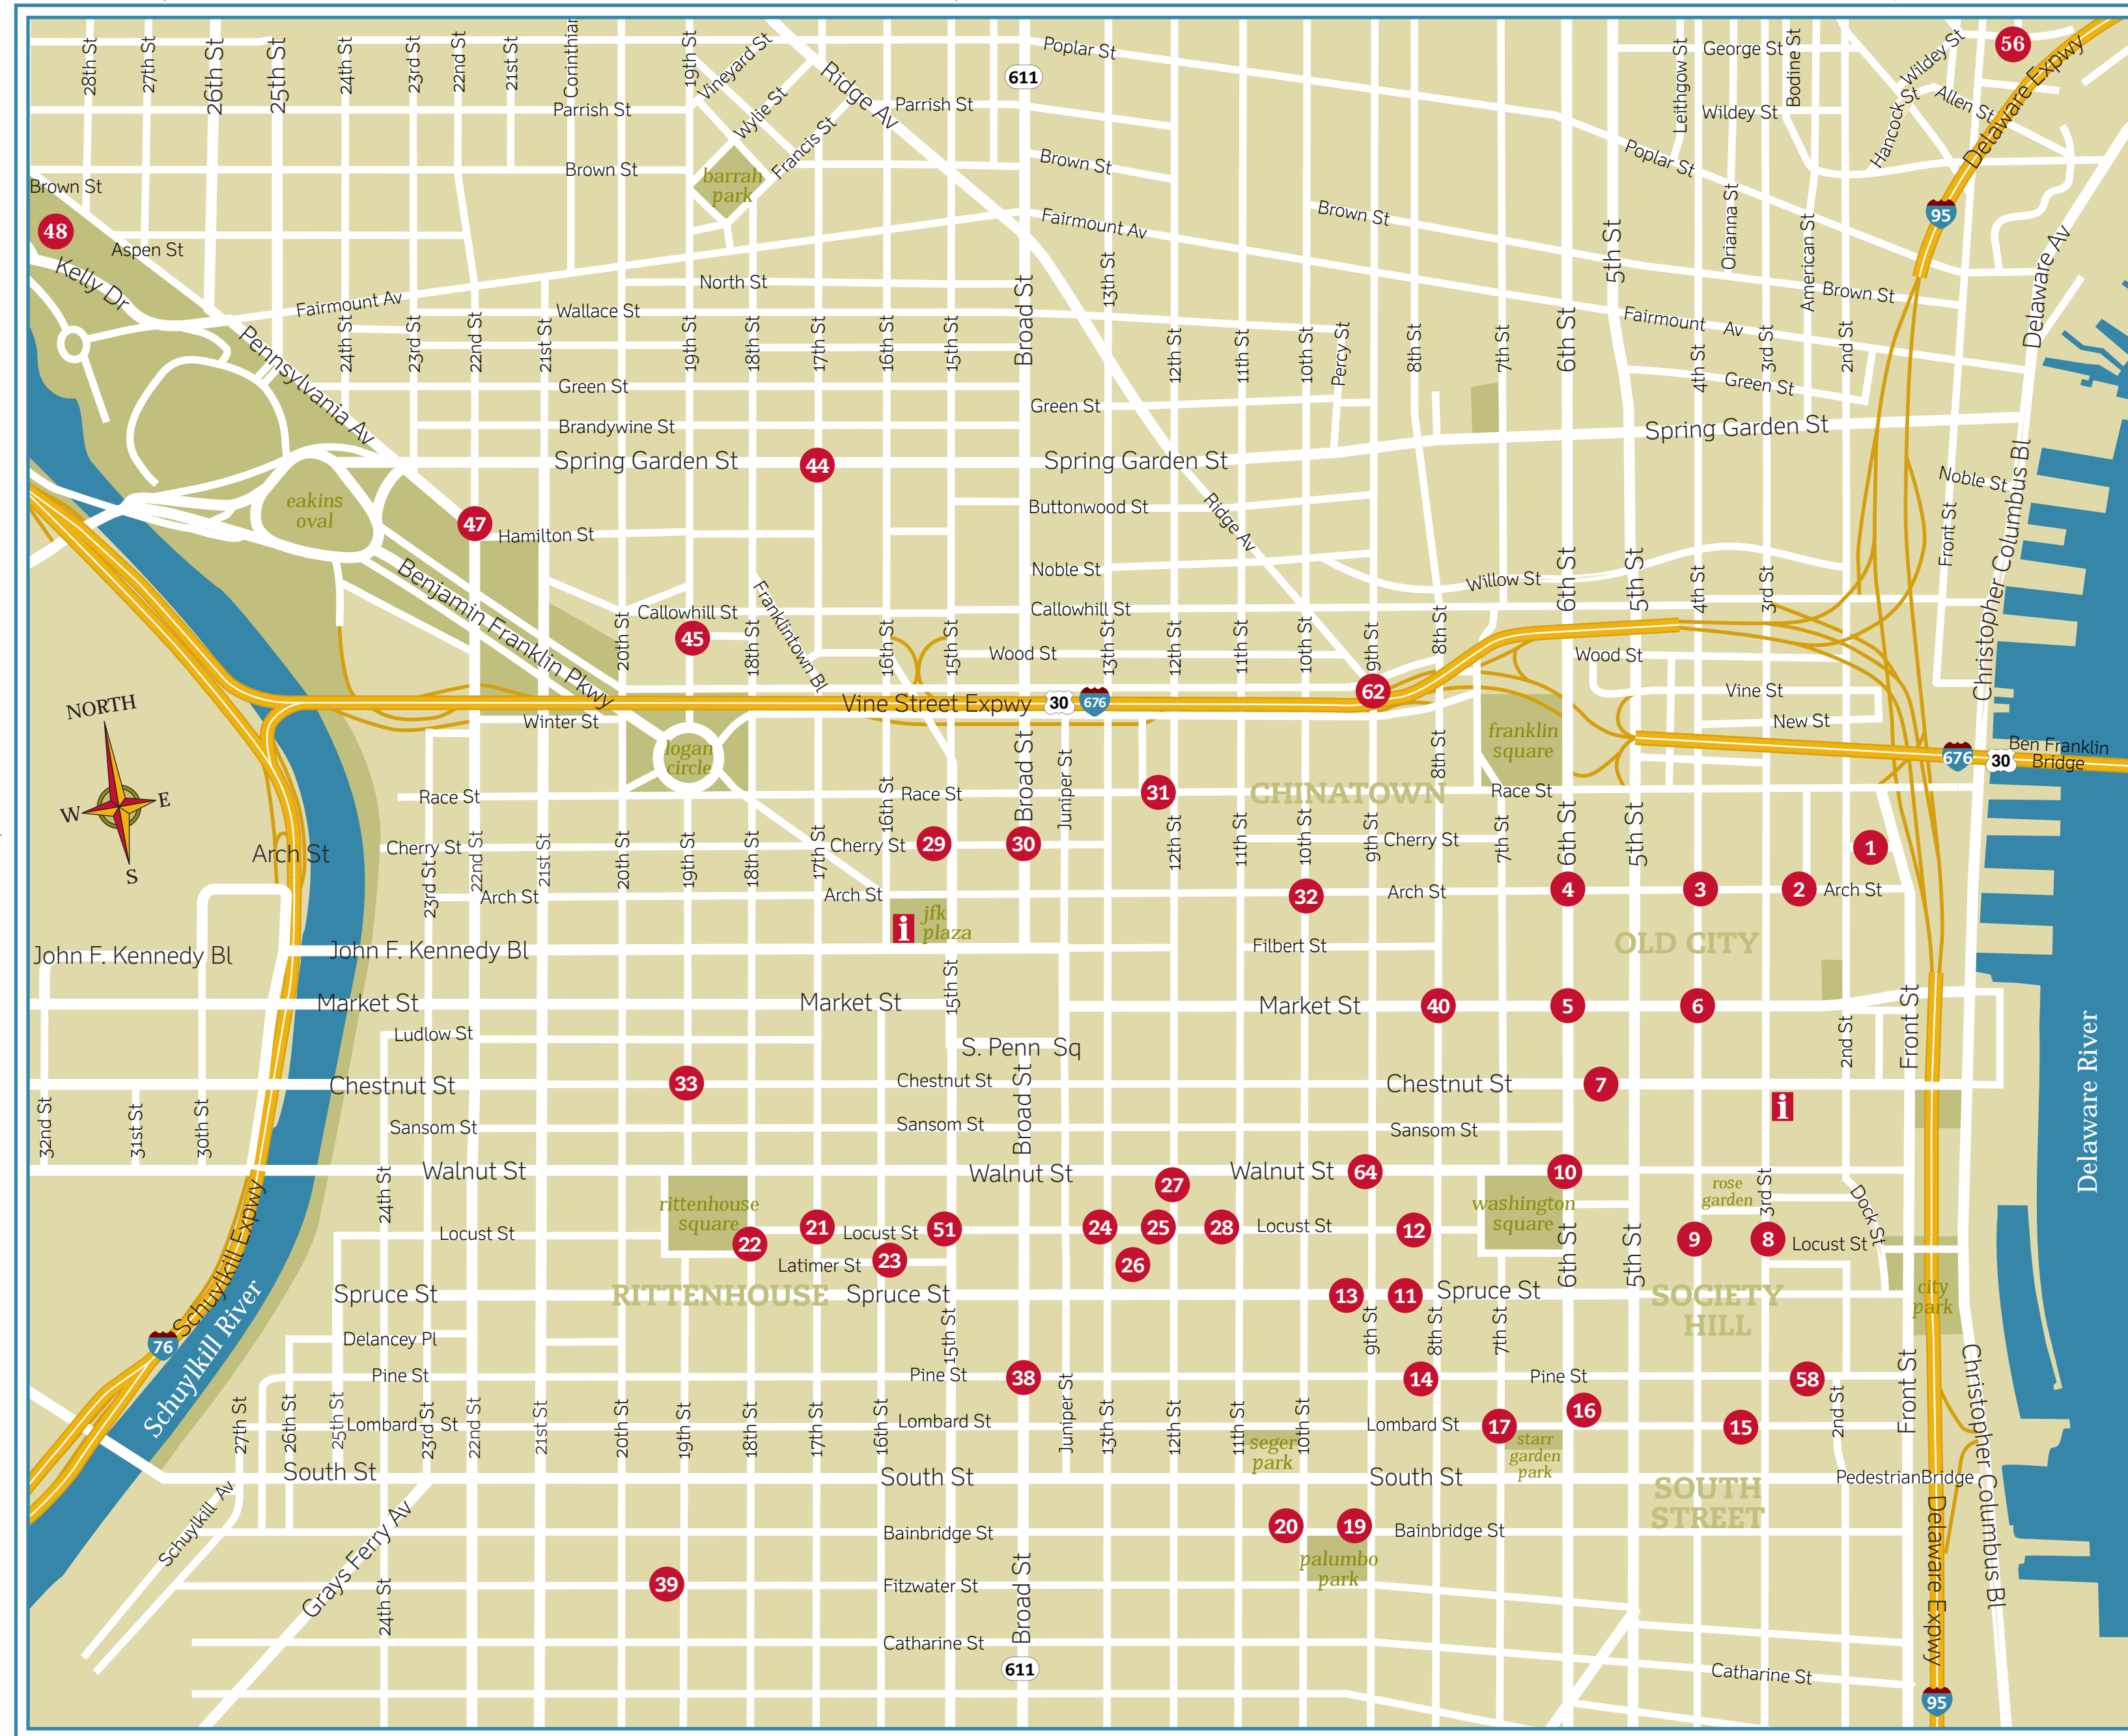 28th St
27th St
26th St
25th St
24th St
23rd St
22nd St
21st St
Corinthian
19th St
Vineyard St
Ridge Av
611
Poplar St
Leithgow St
George St
Bodine St
Wildey St
56
Delaware Expwy
Parrish St
Wylie St
Francis St
Parrish St
Wildey St
Hancock St
Allen St
Brown St
Brown St
barrah
park
Brown St
Poplar St
48
Aspen St
Kelly Dr
Fairmount Av
Brown St
5th St
Orianna St
American St
95
Delaware Av
North St
Broad St
13th St
Brown St
Fairmount Av
Pennsylvania Av
Wallace St
Fairmount Av
24th St
23rd St
22nd St
21st St
19th St
18th St
17th St
16th St
15th St
12th St
11th St
10th St
Percy St
8th St
7th St
6th St
4th St
3rd St
2nd St
Green St
Green St
Green St
Brandywine St
Spring Garden St
44
Spring Garden St
Spring Garden St
eakins
oval
47
Hamilton St
Buttonwood St
Ridge Av
Noble St
Front St
Christopher Columbus Bl
Benjamin Franklin Pkwy
Noble St
Willow St
6th St
5th St
4th St
3rd St
Callowhill St
45
Franklintown Bl
Callowhill St
20th St
18th St
16th St
15th St
Wood St
13th St
12th St
11th St
10th St
9th St
8th St
Wood St
62
NORTH
W
E
S
Vine Street Expwy
30
676
Vine St
Winter St
New St
logan
circle
Broad St
Juniper St
8th St
franklin
square
676
30
Ben Franklin
Bridge
Race St
16th St
Race St
31
CHINATOWN
Race St
Arch St
Cherry St
23rd St
22nd St
21st St
20th St
19th St
18th St
17th St
Cherry St
29
30
12th St
11th St
10th St
9th St
Cherry St
7th St
6th St
5th St
1
Arch St
Arch St
32
Arch St
4
3
2
Arch St
i
jfk
plaza
John F. Kennedy Bl
John F. Kennedy Bl
Filbert St
OLD CITY
Market St
Market St
15th St
Market St
40
5
6
Ludlow St
S. Penn Sq
2nd St
Front St
Delaware River
Chestnut St
33
Chestnut St
Broad St
Chestnut St
7
i
32nd St
31st St
30th St
Sansom St
Sansom St
Sansom St
24th St
Walnut St
Walnut St
27
Walnut St
64
10
Schuylkill Expwy
rittenhouse
square
washington
square
rose
garden
3rd St
Dock St
Locust St
22
21
Locust St
51
24
25
28
Locust St
12
6th St
5th St
9
8
Locust St
Latimer St
23
26
Spruce St
RITTENHOUSE
Spruce St
13
11
Spruce St
SOCIETY
HILL
city
park
76
Schuylkill River
Delancey Pl
15th St
9th St
8th St
7th St
Pine St
Pine St
38
14
Pine St
58
Front St
Christopher Columbus Bl
27th St
26th St
25th St
Lombard St
23rd St
22nd St
21st St
20th St
19th St
18th St
17th St
16th St
Lombard St
Juniper St
13th St
12th St
11th St
10th St
Lombard St
17
16
15
2nd St
seger
park
starr
garden
park
South St
South St
South St
SOUTH
STREET
PedestrianBridge
Schuylkill Av
Grays Ferry Av
Bainbridge St
20
19
Bainbridge St
palumbo
park
Delaware Expwy
24th St
39
Fitzwater St
Broad St
Catharine St
611
Catharine St
95